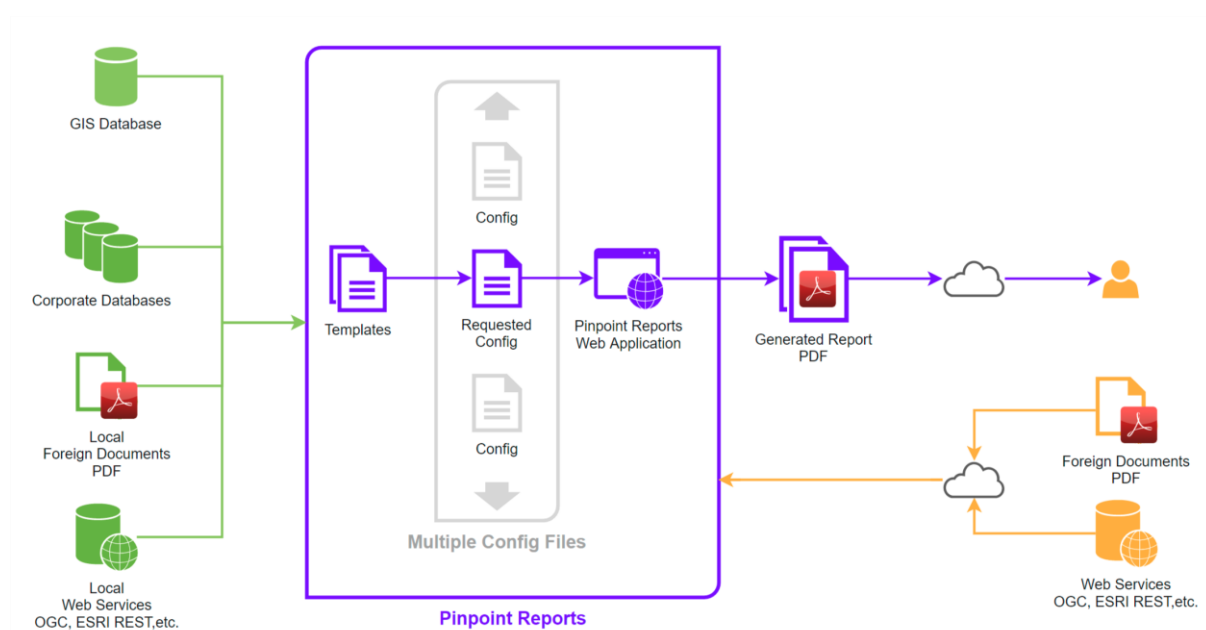 GIS Database
Corporate Databases
Local
Foreign Documents
PDF
Local
Web Services
OGC, ESRI REST,etc.
Templates
Config
Requested
Config
Config
Multiple Config Files
Pinpoint Reports
Web Application
Pinpoint Reports
Generated Report
PDF
Foreign Documents
PDF
Web Services
OGC, ESRI REST,etc.